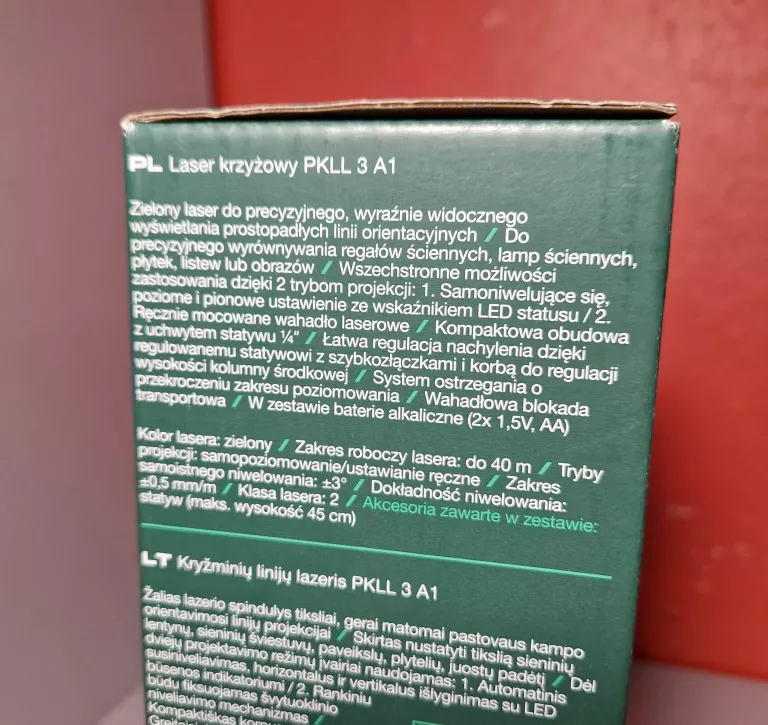 PL Laser krzyżowy PKLL 3 A1
Zielony laser do precyzyjnego, wyraźnie widocznego
wyświetlania prostopadłych linii orientacyjnych / Do
precyzyjnego wyrównywania regałów ściennych, lamp ściennych,
płytek, listew lub obrazów / Wszechstronne możliwości
zastosowania dzięki 2 trybom projekcji: 1. Samoniwelujące się,
poziome i pionowe ustawienie ze wskaźnikiem LED statusu / 2.
Ręcznie mocowane wahadło laserowe / Kompaktowa obudowa
z uchwytem statywu ¼" / Łatwa regulacja nachylenia dzięki
regulowanemu statywowi z szybkozłączkami i korbą do regulacji
wysokości kolumny środkowej / System ostrzegania o
przekroczeniu zakresu poziomowania / Wahadłowa blokada
transportowa / W zestawie baterie alkaliczne (2x 1,5V, AA)
Kolor lasera: zielony / Zakres roboczy lasera: do 40 m / Tryby
projekcji: samopoziomowanie/ustawianie ręczne / Zakres
samoistnego niwelowania: ±3° / Dokładność niwelowania:
±0,5 mm/m / Klasa lasera: 2 / Akcesoria zawarte w zestawie:
statyw (maks. wysokość 45 cm)
LT Kryžminių linijų lazeris PKLL 3 A1
Žalias lazerio spindulys tiksliai, gerai matomai pastovaus kampo
orientavimosi linijų projekcijai / Skirtas nustatyti tikslią sieninių
lentynų, sieninių šviestuvų, paveikslų, plytelių, juostų padėtį / Dėl
dviejų projektavimo režimų įvairiai naudojamas: 1. Automatinis
susiniveliavimas, horizontalus ir vertikalus išlyginimas su LED
būsenos indikatoriumi / 2. Rankiniu
būdu fiksuojamas švytuoklinio
niveliavimo mechanizmas /
Kompaktiškas